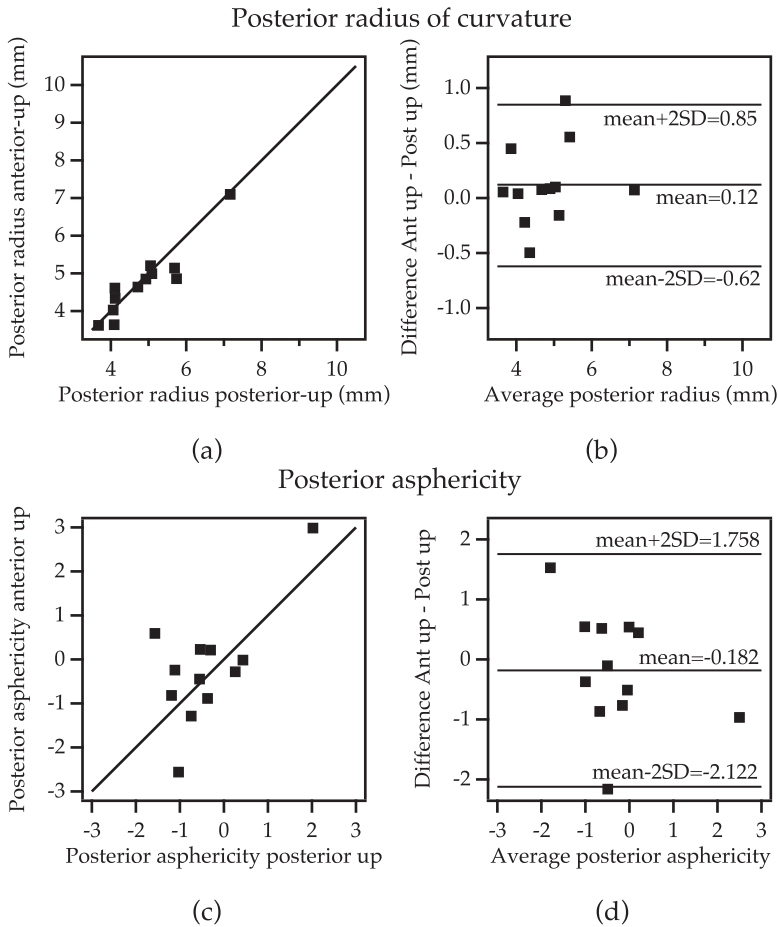 Posterior radius of curvature
Posterior radius anterior-up (mm)
10
9
8
7
6
5
4
4 6 8 10
Posterior radius posterior-up (mm)
(a)
Difference Ant up - Post up (mm)
1.0
0.5
0.0
-0.5
-1.0
mean+2SD=0.85
mean=0.12
mean-2SD=-0.62
4 6 8 10
Average posterior radius (mm)
(b)
Posterior asphericity
Posterior asphericity anterior up
3
2
1
0
-1
-2
-3
-3 -2 -1 0 1 2 3
Posterior asphericity posterior up
(c)
Difference Ant up - Post up
2
1
0
-1
-2
mean+2SD=1.758
mean=-0.182
mean-2SD=-2.122
-3 -2 -1 0 1 2 3
Average posterior asphericity
(d)